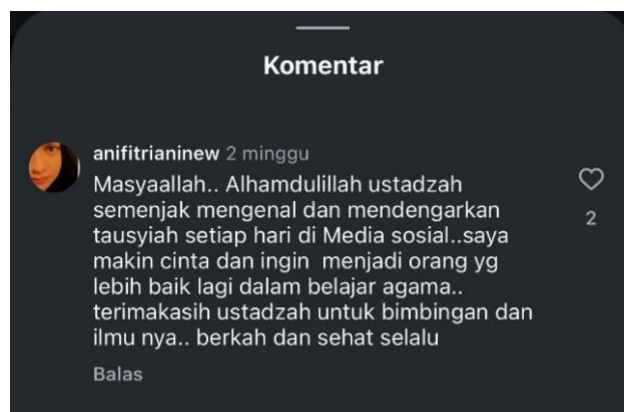 Komentar
anifitrianinew 2 minggu
Masyaallah.. Alhamdulillah ustadzah
semenjak mengenal dan mendengarkan
tausyiah setiap hari di Media sosial..saya
makin cinta dan ingin  menjadi orang yg
lebih baik lagi dalam belajar agama..
terimakasih ustadzah untuk bimbingan dan
ilmu nya.. berkah dan sehat selalu
2
Balas